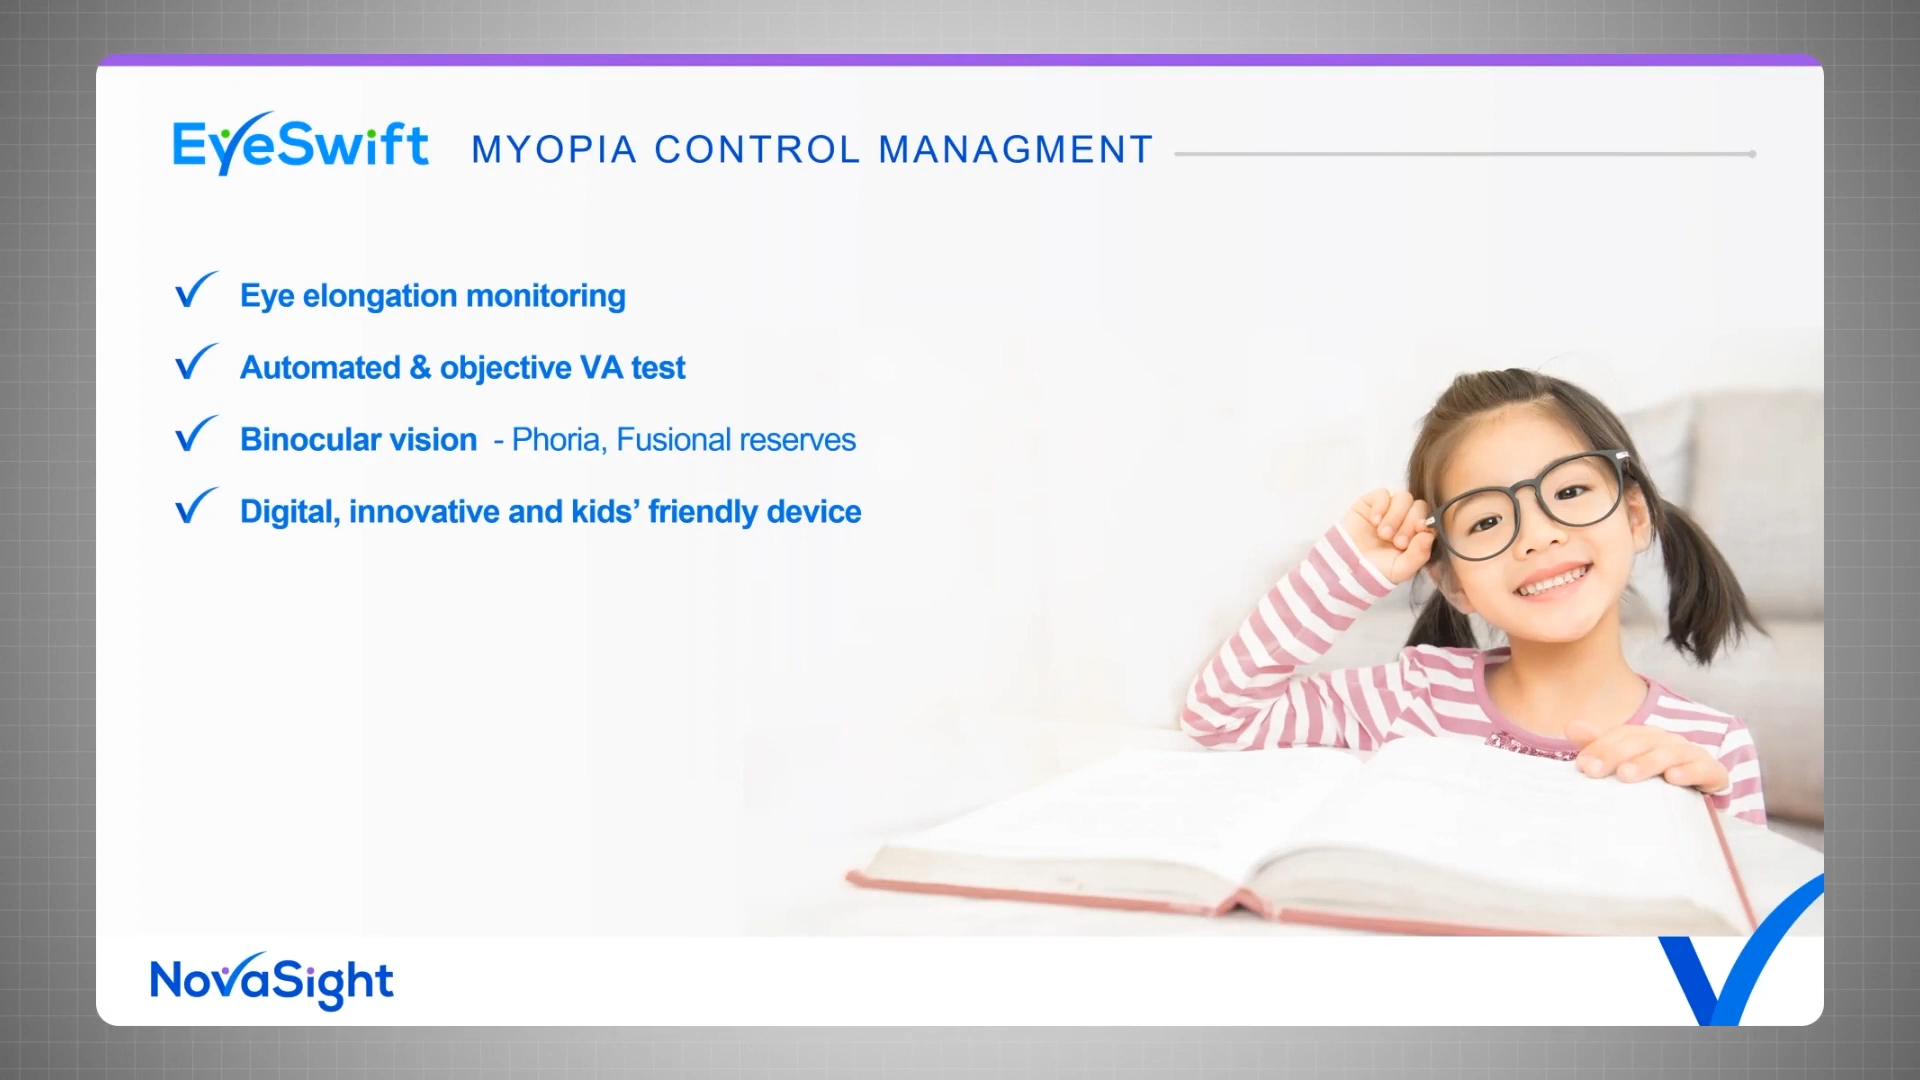 EyeSwift MYOPIA CONTROL MANAGMENT
Eye elongation monitoring
Automated & objective VA test
Binocular vision - Phoria, Fusional reserves
Digital, innovative and kids’ friendly device
NovaSight